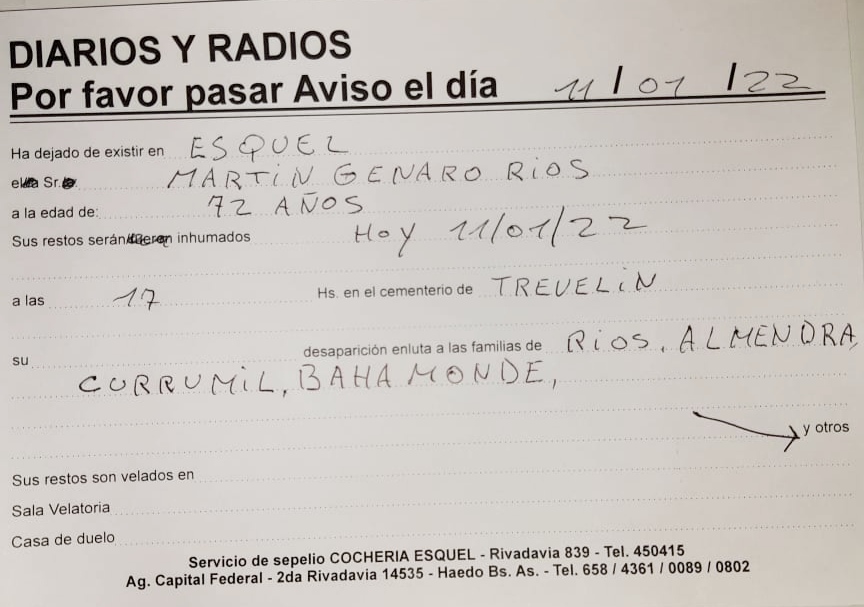 DIARIOS Y RADIOS
Por favor pasar Aviso el día 11/01/22
Ha dejado de existir en ESQUEL
el Sr. MARTiN GENARO RiOS
a la edad de: 72 AÑOS
Sus restos serán inhumados Hoy 11/01/22
a las 17 Hs. en el cementerio de TREVELiN
su desaparición enluta a las familias de RiOS, ALMENDRA,
CURRUMiL, BAHAMONDE,
y otros
Sus restos son velados en
Sala Velatoria
Casa de duelo
Servicio de sepelio COCHERIA ESQUEL - Rivadavia 839 - Tel. 450415
Ag. Capital Federal - 2da Rivadavia 14535 - Haedo Bs. As. - Tel. 658 / 4361 / 0089 / 0802